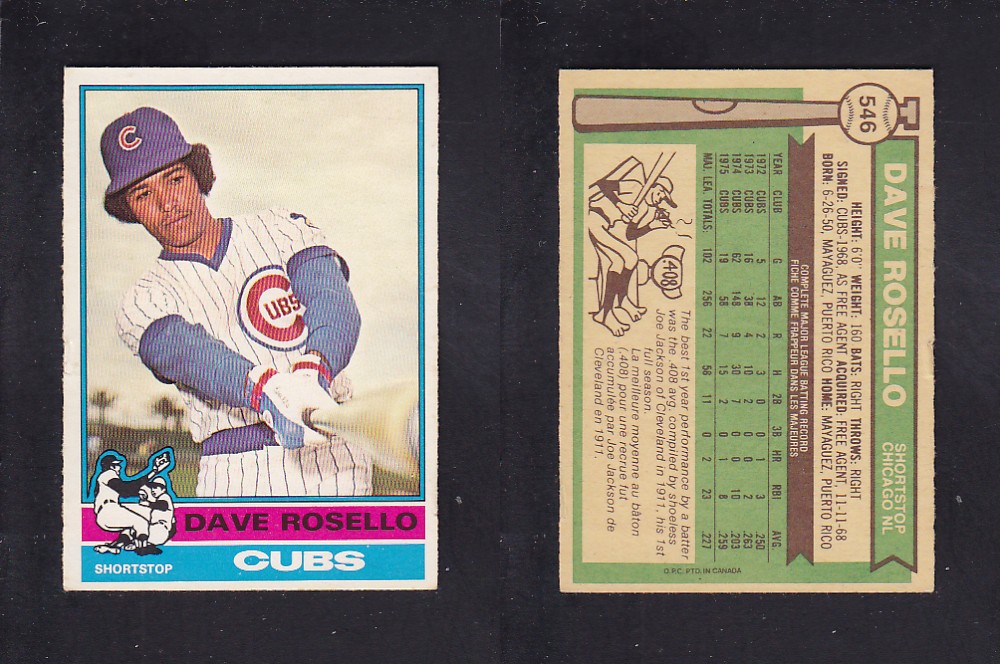 C
CUBS
DAVE ROSELLO
SHORTSTOP
CUBS
546
DAVE ROSELLO
SHORTSTOP
CHICAGO NL
HEIGHT: 6'0" WEIGHT: 160 BATS: RIGHT THROWS: RIGHT
SIGNED: CUBS-1968, AS FREE AGENT ACQUIRED: FREE AGENT, 11-11-68
BORN: 6-26-50, MAYAGUEZ, PUERTO RICO HOME: MAYAGUEZ, PUERTO RICO
COMPLETE MAJOR LEAGUE BATTING RECORD
FICHE COMME FRAPPEUR DANS LES MAJEURES
YEAR CLUB G AB R H 2B 3B HR RBI AVG
1972 CUBS 5 12 2 3 0 0 1 3 .250
1973 CUBS 16 38 4 10 2 0 0 2 .263
1974 CUBS 62 148 9 30 7 0 0 10 .203
1975 CUBS 19 58 7 15 2 0 1 8 .259
MAJ. LEA. TOTALS: 102 256 22 58 11 0 2 23 .227
(.408)
The best 1st year performance by a batter
was the .408 avg. compiled by shoeless
Joe Jackson of Cleveland in 1911, his 1st
full season.
La meilleure moyenne au bâton
(.408) pour une recrue fut
accumulée par Joe Jackson de
Cleveland en 1911.
O.P.C. PTD. IN CANADA